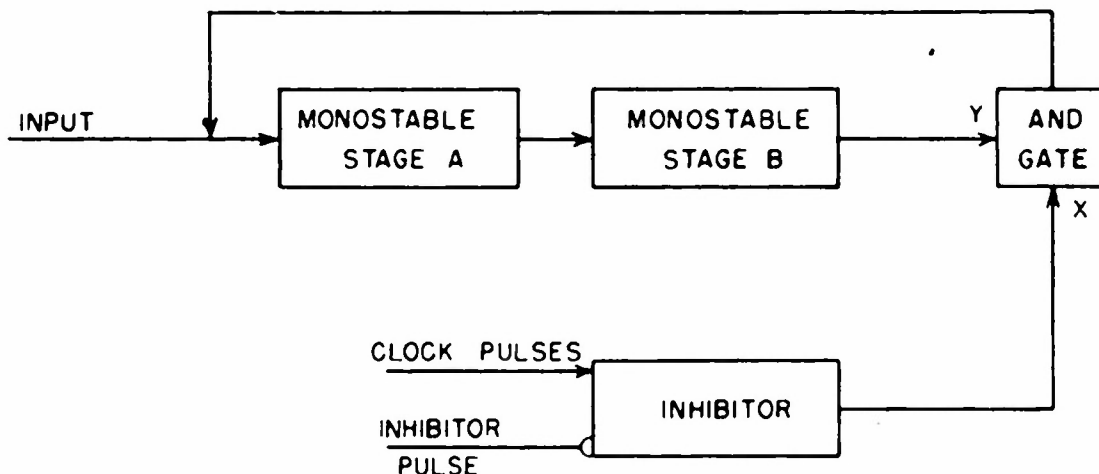 INPUT
MONOSTABLE
STAGE A
MONOSTABLE
STAGE B
Y
AND
GATE
X
CLOCK PULSES
INHIBITOR
PULSE
INHIBITOR